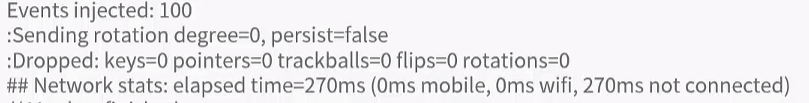 Events injected: 100
:Sending rotation degree=0, persist=false
:Dropped: keys=0 pointers=0 trackballs=0 flips=0 rotations=0
## Network stats: elapsed time=270ms (0ms mobile, 0ms wifi, 270ms not connected)